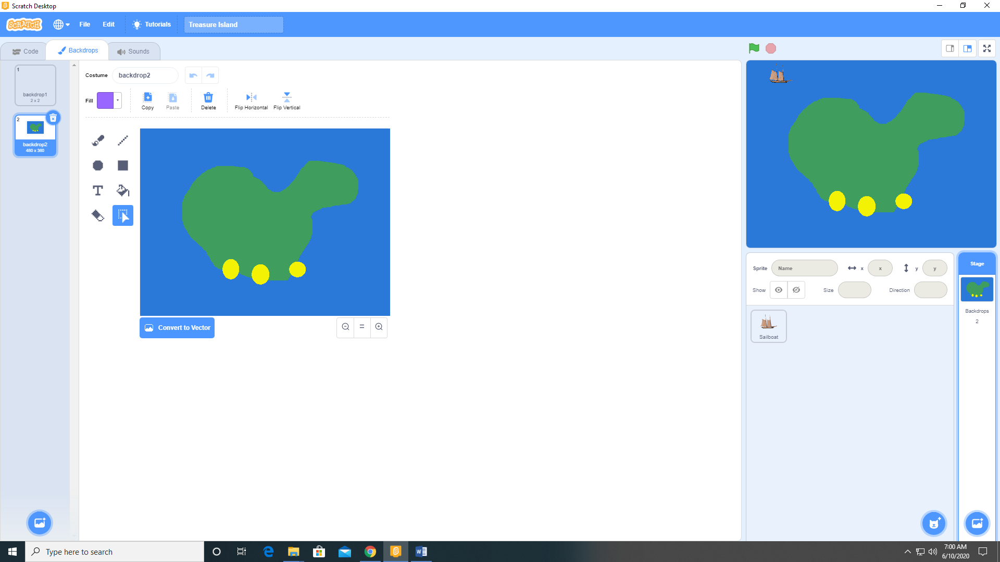 Scratch Desktop
SCRATCH File Edit Tutorials Treasure Island
Code Backdrops Sounds
1
backdrop1
2 x 2
2
backdrop2
480 x 360
Costume backdrop2
Fill Copy Paste Delete Flip Horizontal Flip Vertical
T
Convert to Vector
=
Sprite Name x x y y
Show Size Direction
Sailboat
Stage
Backdrops
2
Type here to search
7:00 AM
6/10/2020